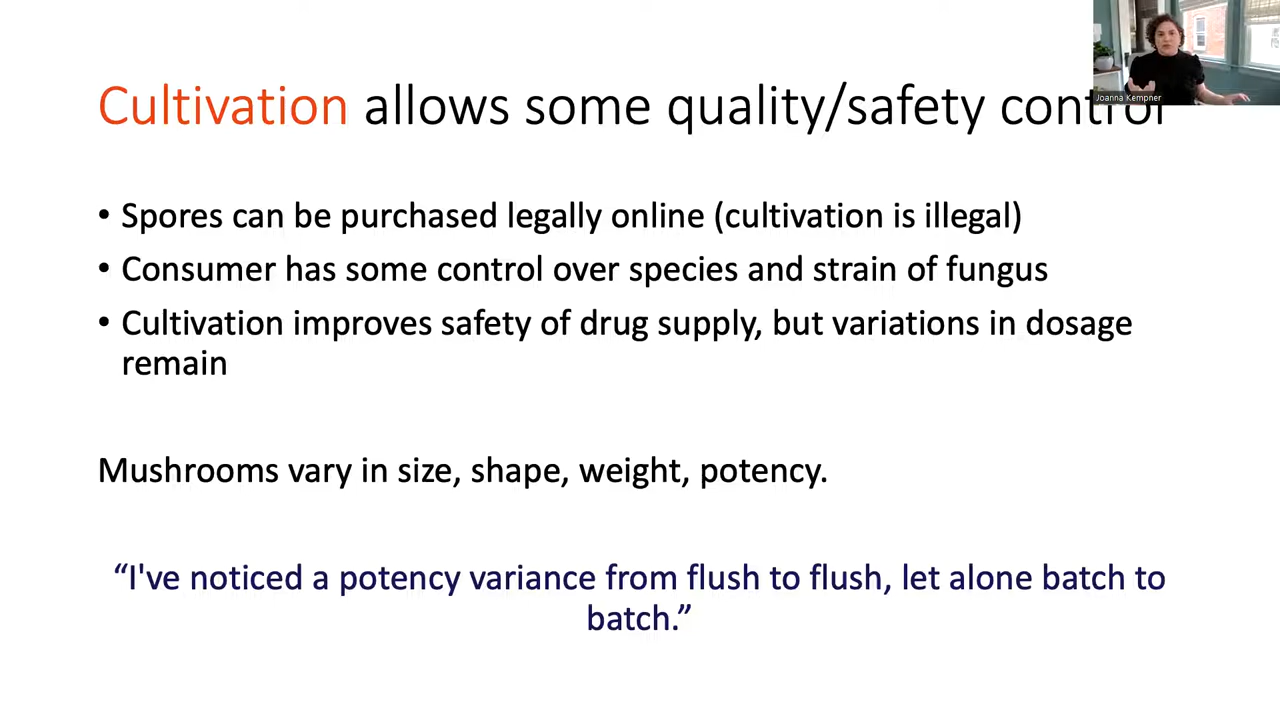 Cultivation allows some quality/safety control
Joanna Kempner
• Spores can be purchased legally online (cultivation is illegal)
• Consumer has some control over species and strain of fungus
• Cultivation improves safety of drug supply, but variations in dosage
remain
Mushrooms vary in size, shape, weight, potency.
“I've noticed a potency variance from flush to flush, let alone batch to
batch.”